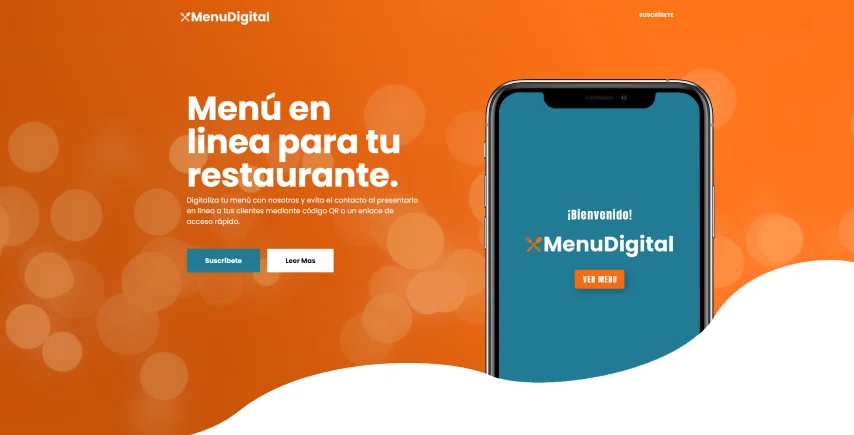 MenuDigital
SUSCRÍBETE
Menú en
linea para tu
restaurante.
Digitaliza tu menú con nosotros y evita el contacto al presentarlo
en línea a tus clientes mediante código QR o un enlace de
acceso rápido.
Suscríbete
Leer Mas
¡Bienvenido!
MenuDigital
VER MENU